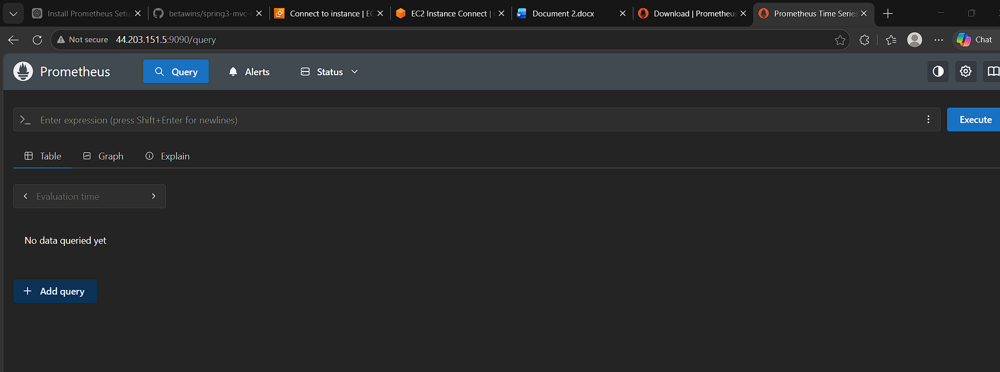 Install Prometheus Setu
betawins/spring3-mvc-
Connect to instance | EC
EC2 Instance Connect |
Document 2.docx
Download | Prometheus
Prometheus Time Series
Not secure 44.203.151.5:9090/query
Chat
Prometheus
Query
Alerts
Status
Enter expression (press Shift+Enter for newlines)
Execute
Table
Graph
Explain
Evaluation time
No data queried yet
Add query